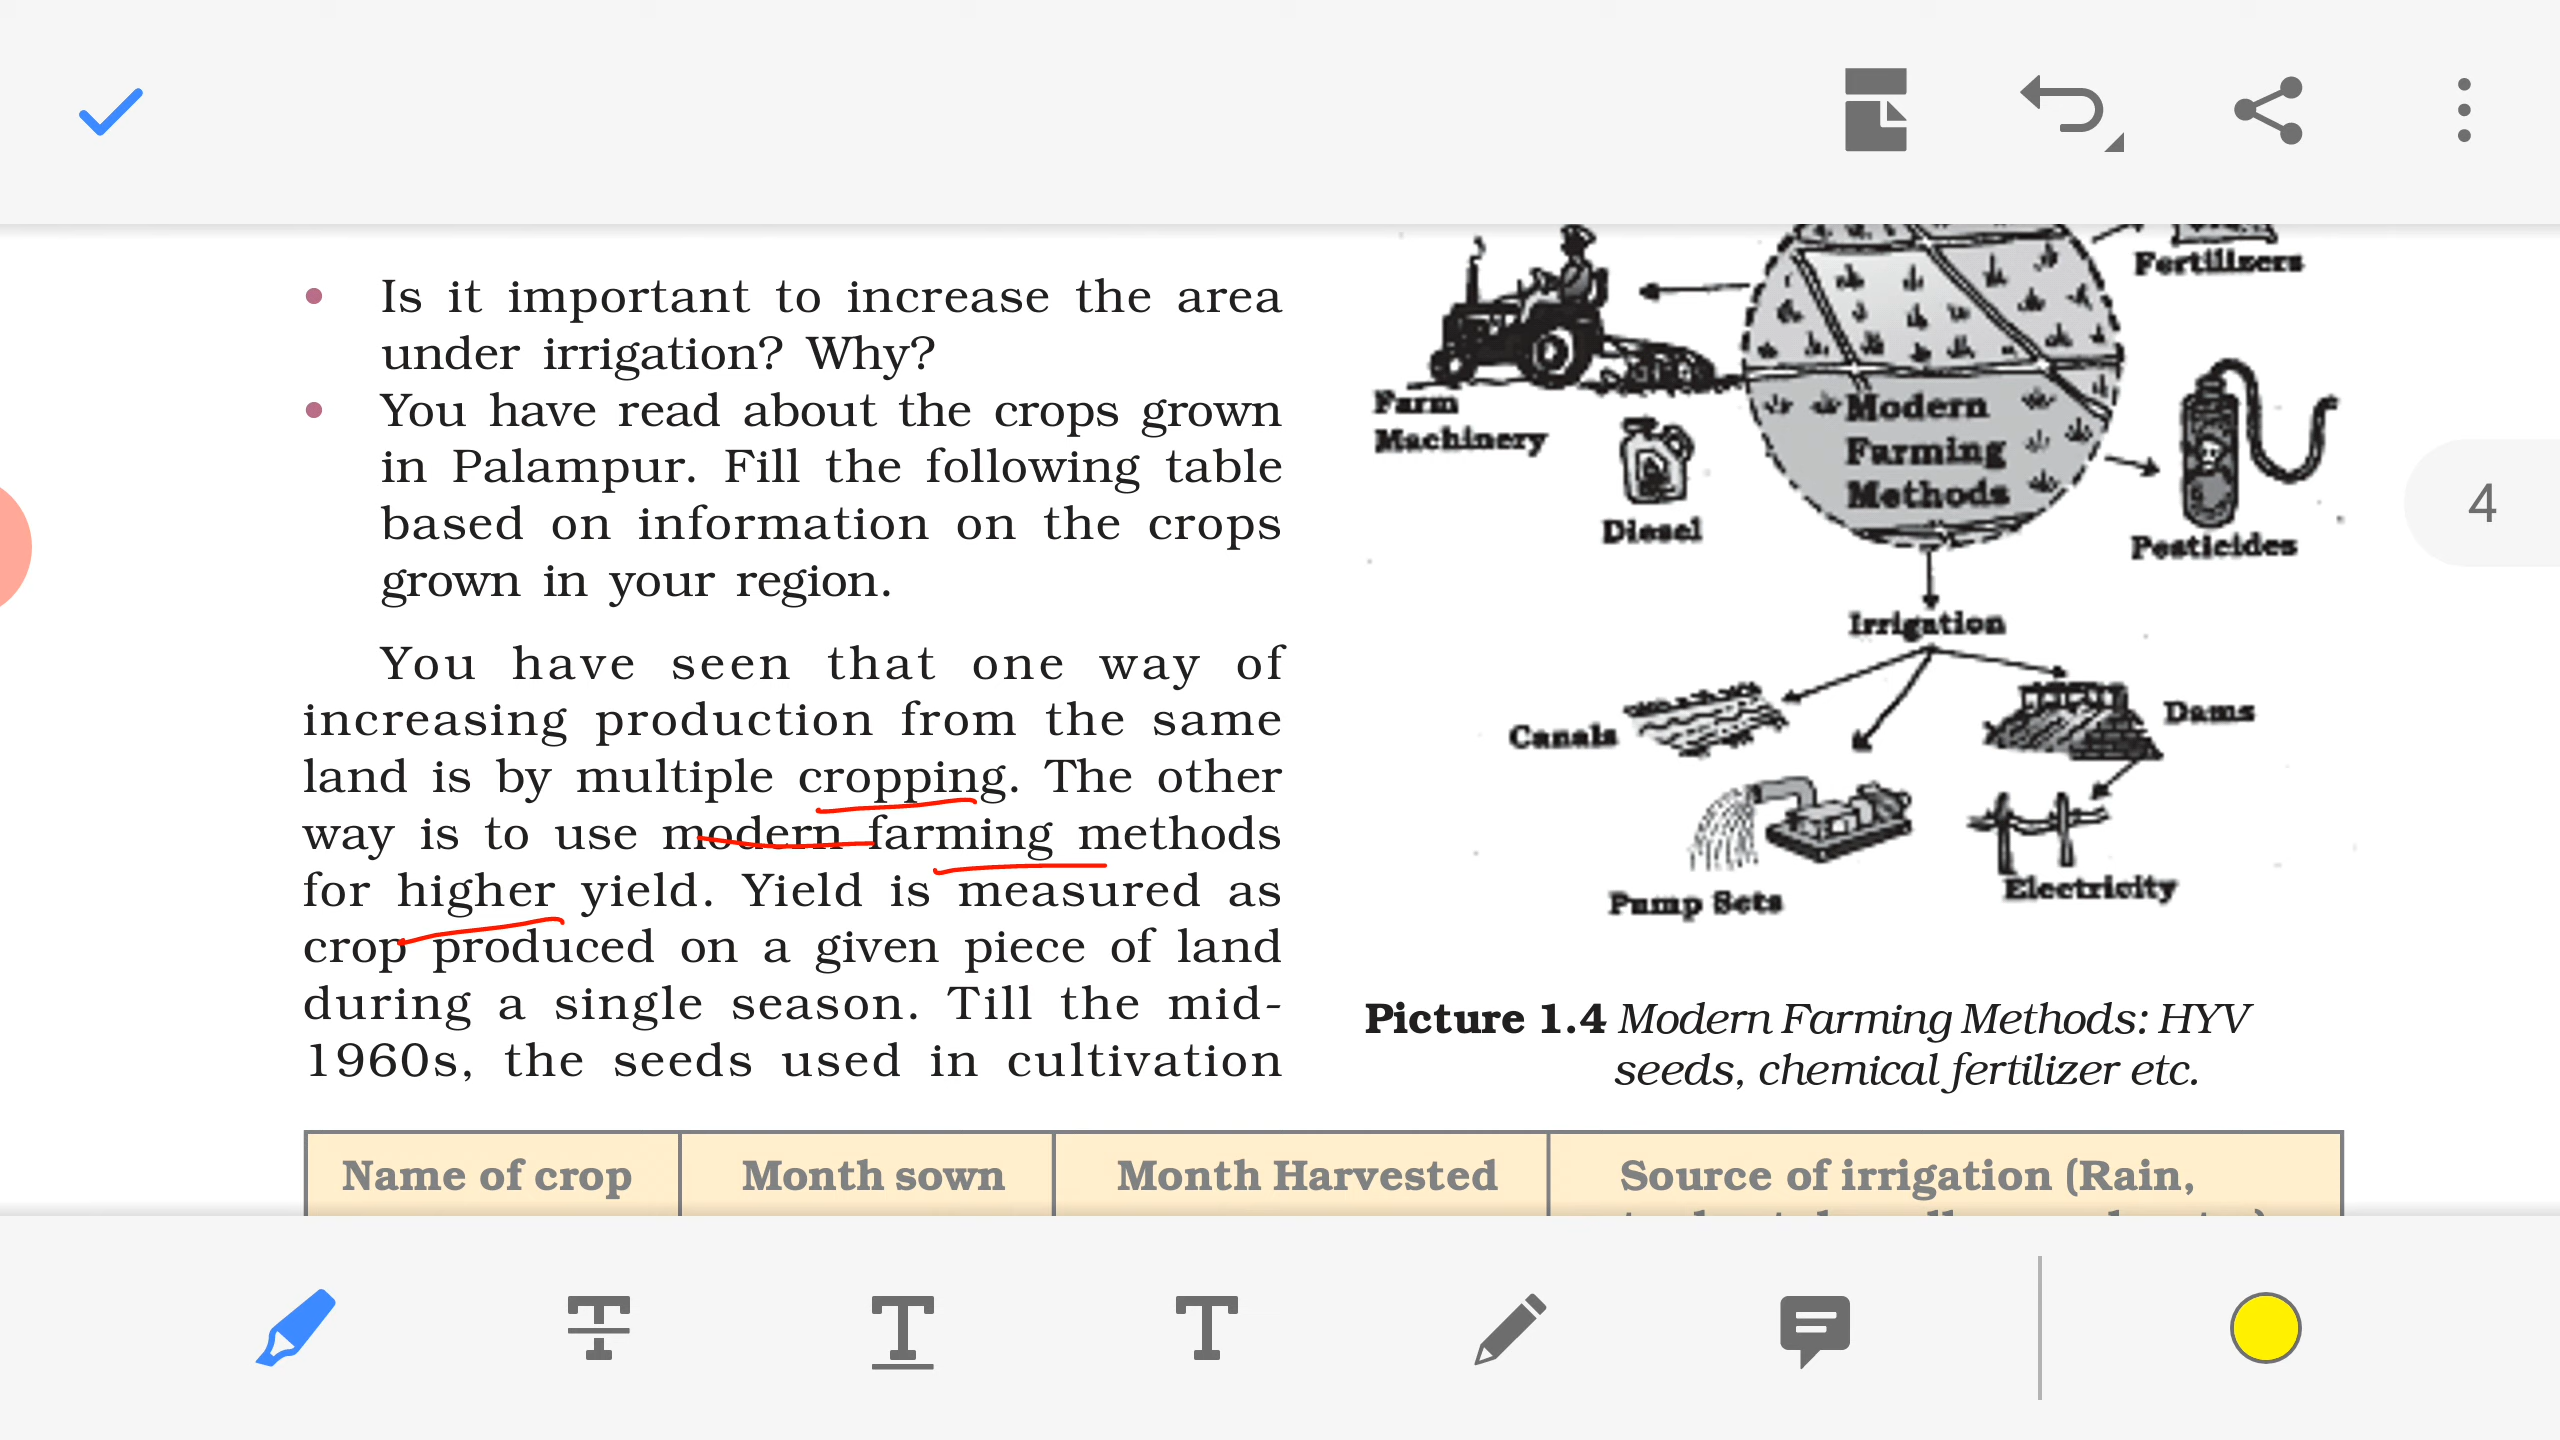 • Is it important to increase the area
under irrigation? Why?
• You have read about the crops grown
in Palampur. Fill the following table
based on information on the crops
grown in your region.
You have seen that one way of
increasing production from the same
land is by multiple cropping. The other
way is to use modern farming methods
for higher yield. Yield is measured as
crop produced on a given piece of land
during a single season. Till the mid-
1960s, the seeds used in cultivation
Fertilizers
Farm
Machinery
Diesel
Modern
Farming
Methods
Pesticides
Irrigation
Canals
Dams
Pump Sets
Electricity
Picture 1.4 Modern Farming Methods: HYV
seeds, chemical fertilizer etc.
4
Name of crop
Month sown
Month Harvested
Source of irrigation (Rain,